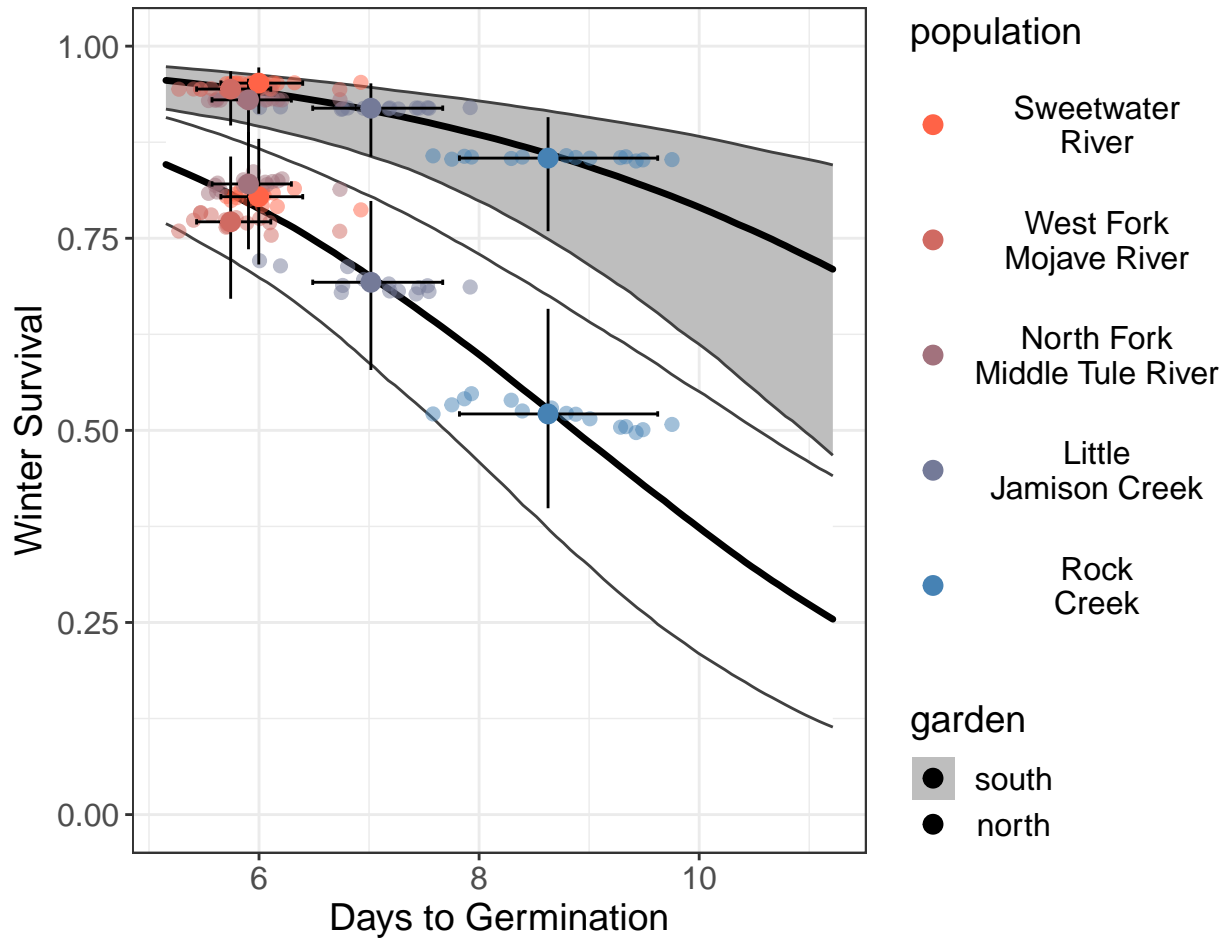 1.00
0.75
0.50
0.25
0.00
Winter Survival
6
8
10
Days to Germination
population
Sweetwater
River
West Fork
Mojave River
North Fork
Middle Tule River
Little
Jamison Creek
Rock
Creek
garden
south
north